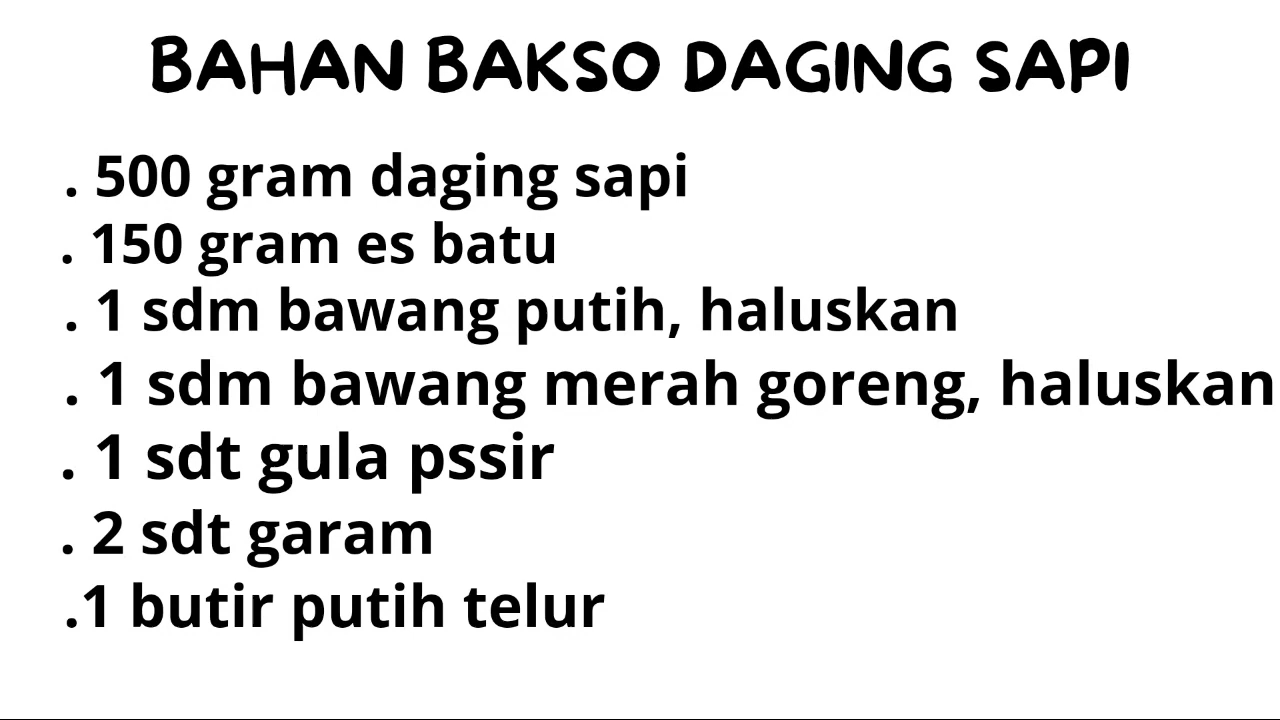 BAHAN BAKSO DAGING SAPI
. 500 gram daging sapi
. 150 gram es batu
. 1 sdm bawang putih, haluskan
. 1 sdm bawang merah goreng, haluskan
. 1 sdt gula pssir
. 2 sdt garam
.1 butir putih telur